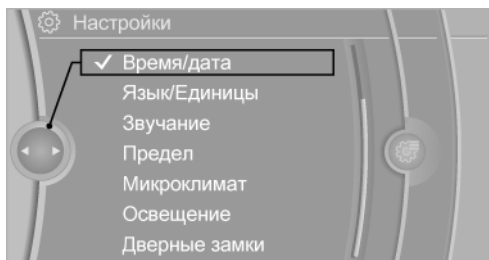 Настройки
Время/дата
Язык/Единицы
Звучание
Предел
Микроклимат
Освещение
Дверные замки